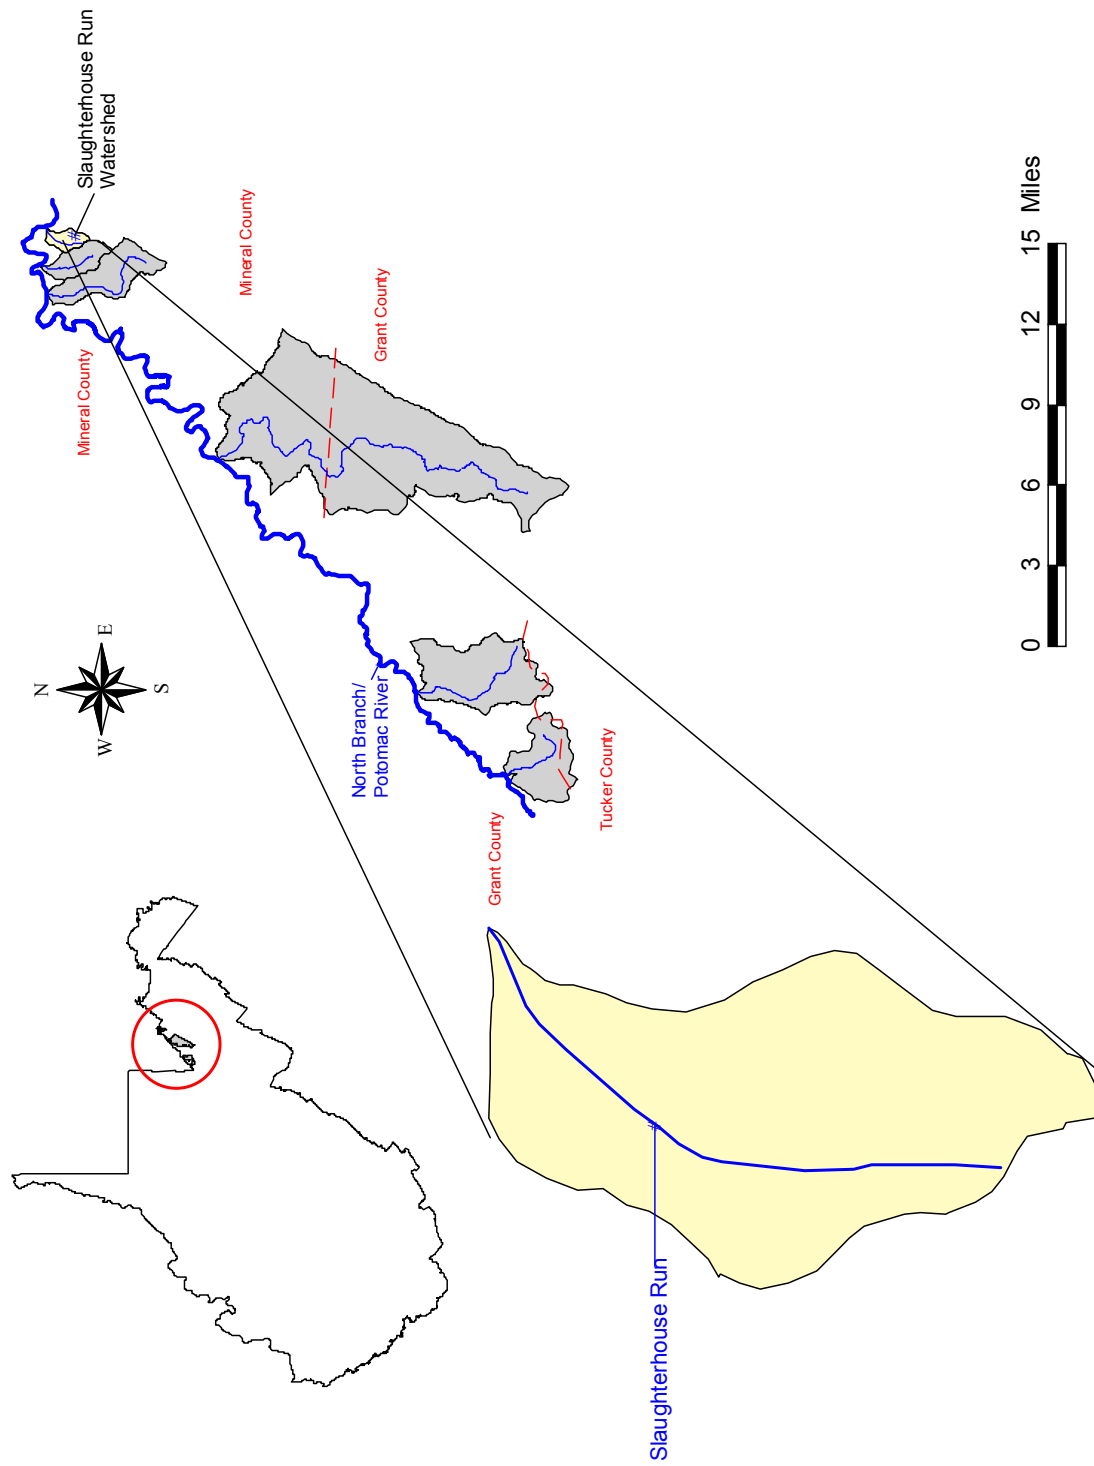 Slaughterhouse Run
Watershed
Mineral County
Mineral County
Grant County
N
W
E
S
North Branch/
Potomac River
Grant County
Tucker County
Slaughterhouse Run
0 3 6 9 12 15 Miles